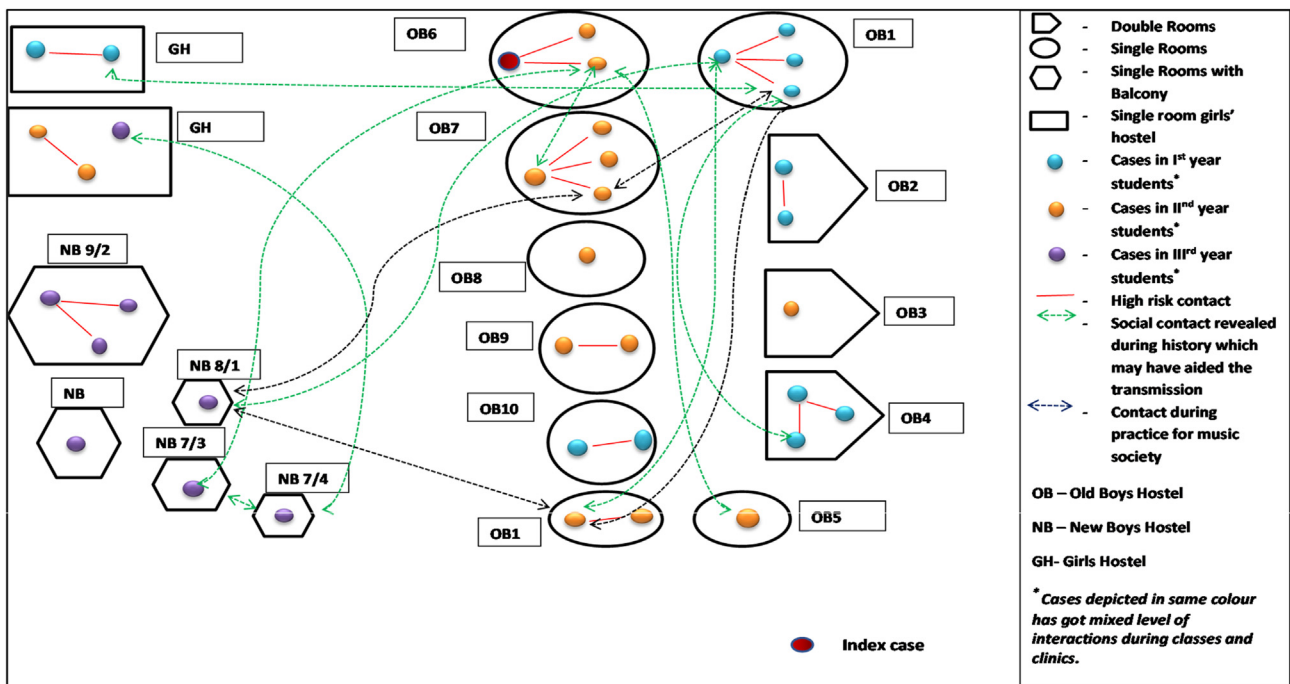 GH
OB6
OB1
GH
OB7
OB2
NB 9/2
OB8
OB3
OB9
NB 8/1
NB
OB10
OB4
NB 7/3
NB 7/4
OB1
OB5
Index case
- Double Rooms
- Single Rooms
- Single Rooms with
Balcony
- Single room girls'
hostel
- Cases in Ist year
students*
- Cases in IInd year
students*
- Cases in IIIrd year
students*
- High risk contact
- Social contact revealed
during history which
may have aided the
transmission
- Contact during
practice for music
society
OB – Old Boys Hostel
NB – New Boys Hostel
GH- Girls Hostel
* Cases depicted in same colour
has got mixed level of
interactions during classes and
clinics.